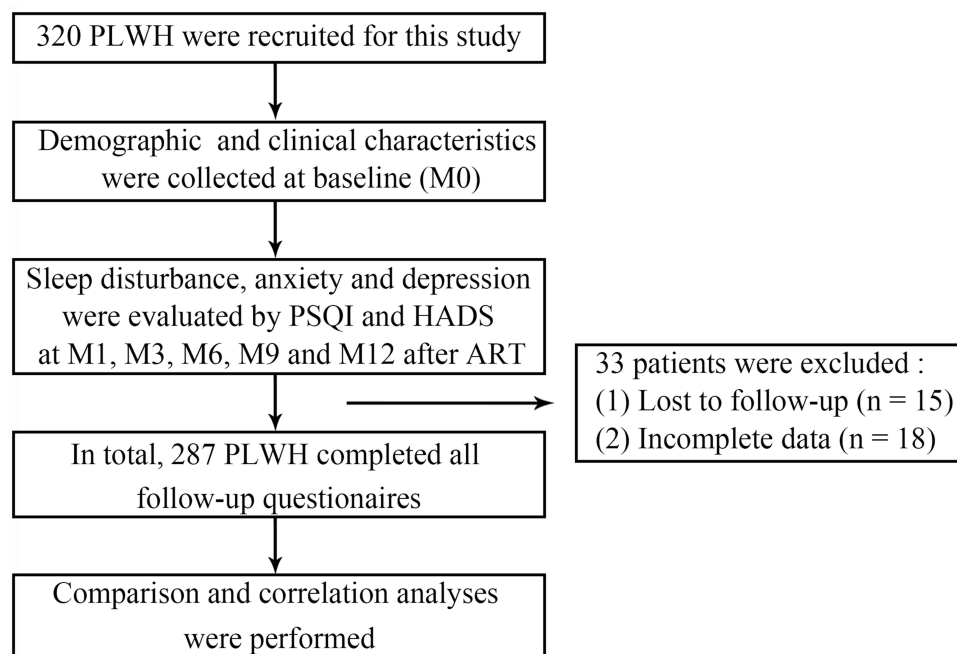 320 PLWH were recruited for this study
Demographic and clinical characteristics
were collected at baseline (M0)
Sleep disturbance, anxiety and depression
were evaluated by PSQI and HADS
at M1, M3, M6, M9 and M12 after ART
33 patients were excluded :
(1) Lost to follow-up (n = 15)
(2) Incomplete data (n = 18)
In total, 287 PLWH completed all
follow-up questionaires
Comparison and correlation analyses
were performed